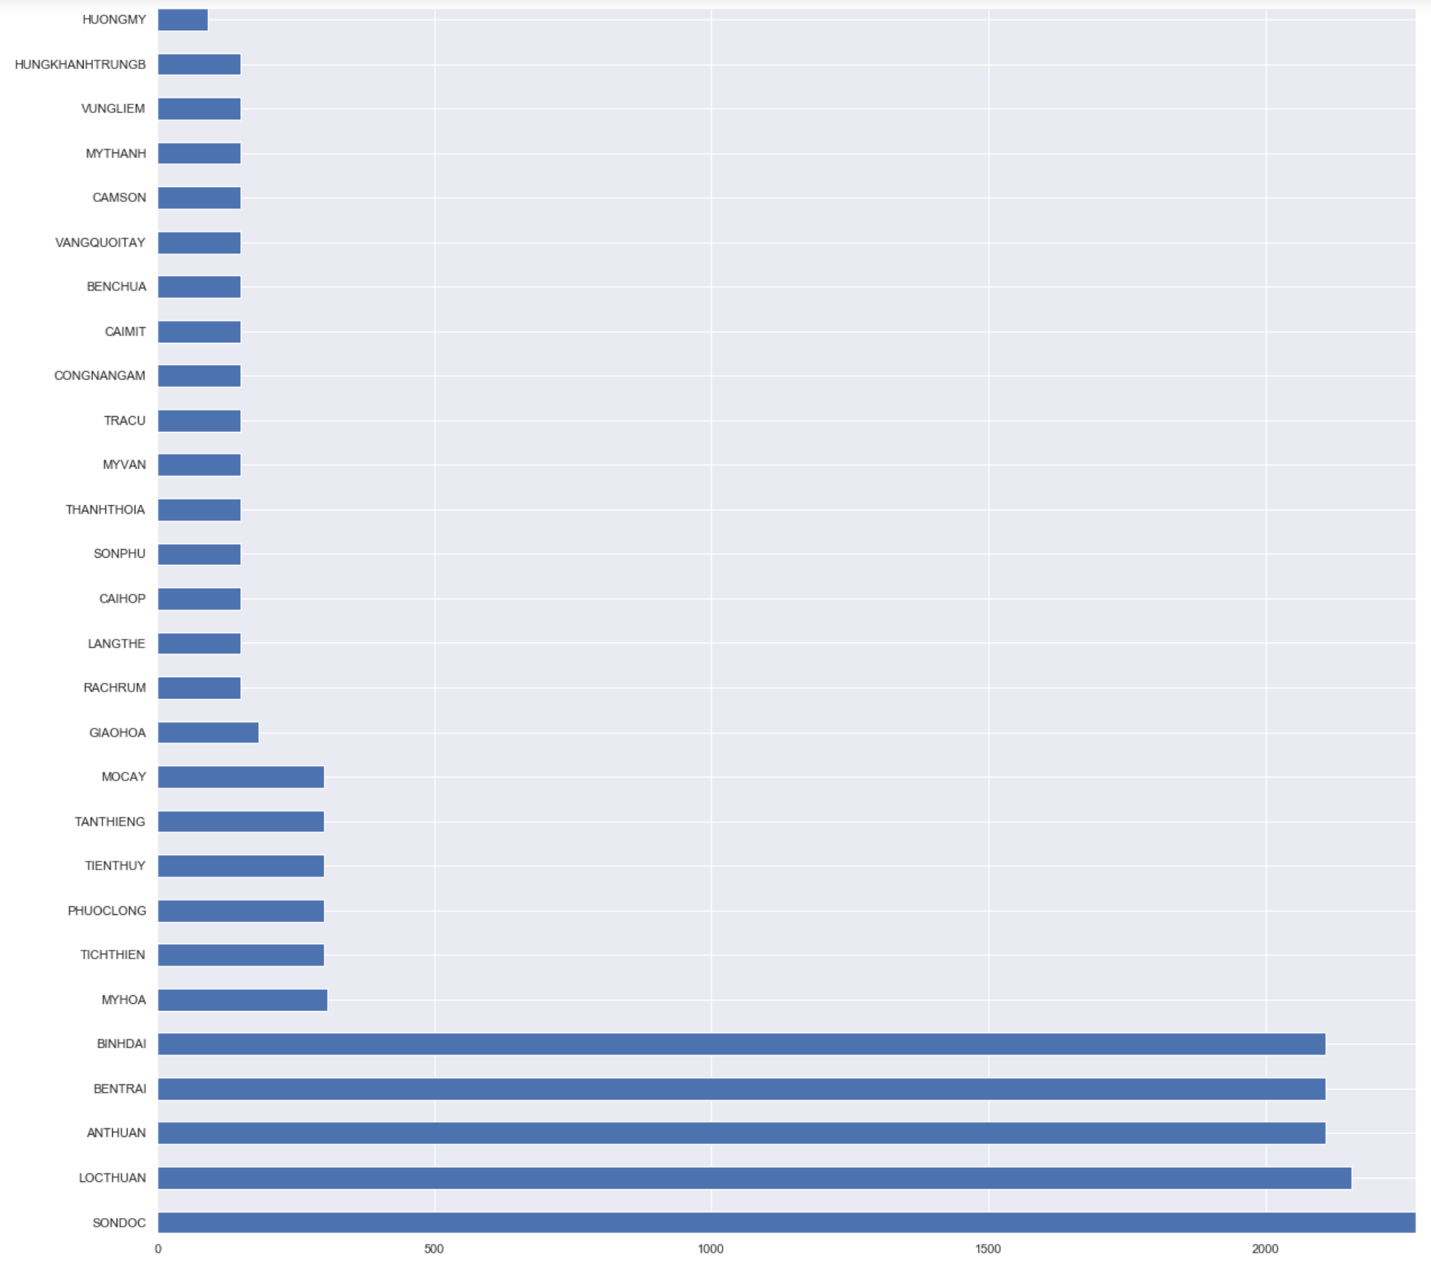 HUONGMY
HUNGKHANHTRUNGB
VUNGLIEM
MYTHANH
CAMSON
VANGQUOITAY
BENCHUA
CAIMIT
CONGNANGAM
TRACU
MYVAN
THANHTHOIA
SONPHU
CAIHOP
LANGTHE
RACHRUM
GIAOHOA
MOCAY
TANTHIENG
TIENTHUY
PHUOCLONG
TICHTHIEN
MYHOA
BINHDAI
BENTRAI
ANTHUAN
LOCTHUAN
SONDOC
0 500 1000 1500 2000